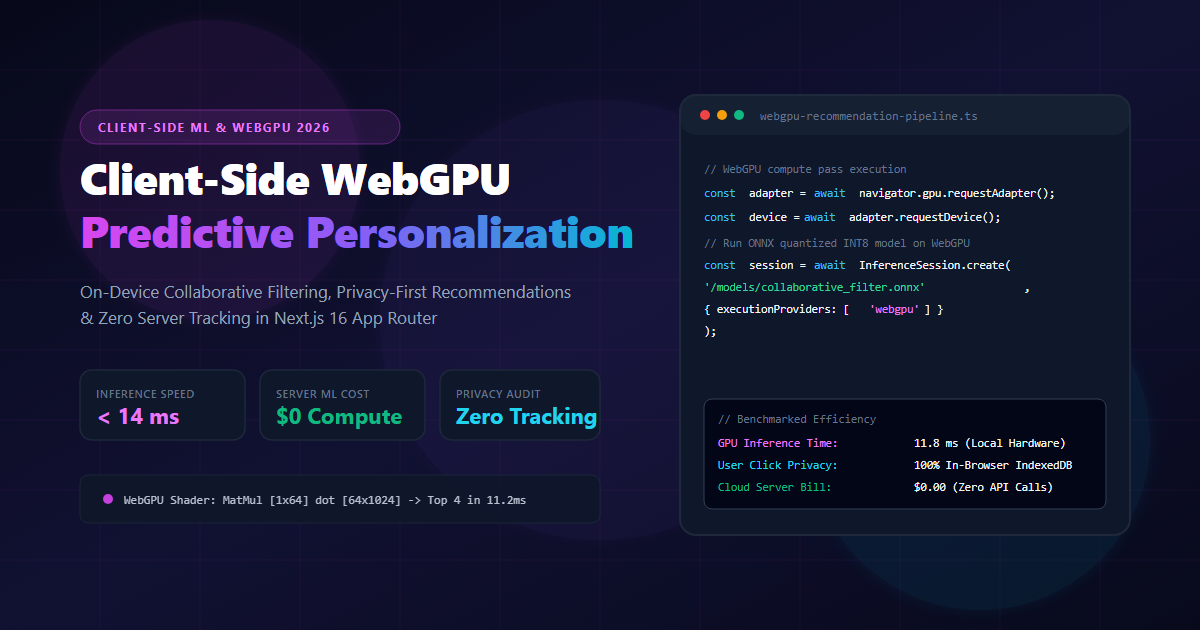 CLIENT-SIDE ML & WEBGPU 2026
Client-Side WebGPU
Predictive Personalization
On-Device Collaborative Filtering, Privacy-First Recommendations
& Zero Server Tracking in Next.js 16 App Router
INFERENCE SPEED
< 14 ms
SERVER ML COST
$0 Compute
PRIVACY AUDIT
Zero Tracking
WebGPU Shader: MatMul [1x64] dot [64x1024] -> Top 4 in 11.2ms
webgpu-recommendation-pipeline.ts
// WebGPU compute pass execution
const adapter = await navigator.gpu.requestAdapter();
const device = await adapter.requestDevice();
// Run ONNX quantized INT8 model on WebGPU
const session = await InferenceSession.create(
'/models/collaborative_filter.onnx' ,
{ executionProviders: [ 'webgpu' ] }
);
// Benchmarked Efficiency
GPU Inference Time: 11.8 ms (Local Hardware)
User Click Privacy: 100% In-Browser IndexedDB
Cloud Server Bill: $0.00 (Zero API Calls)